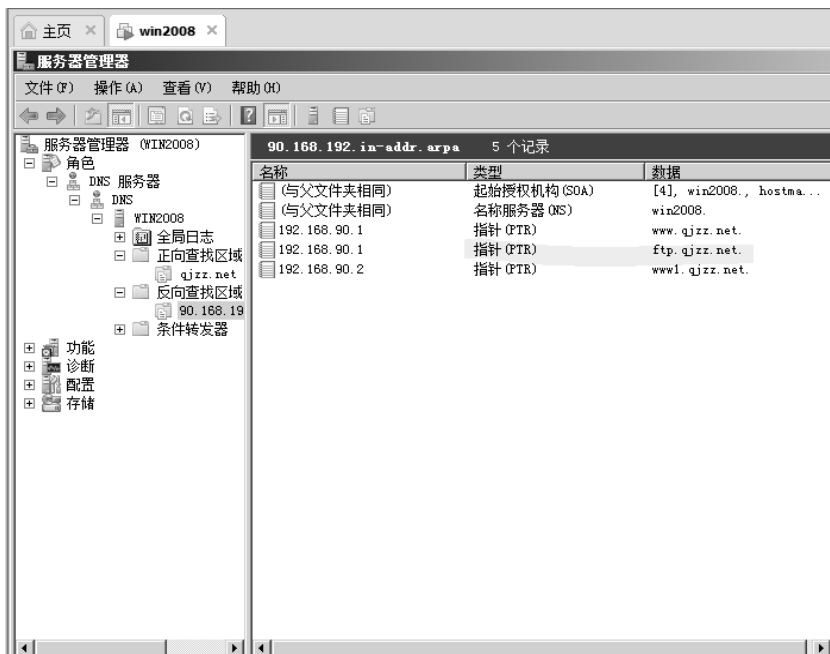 主页 × win2008 ×
服务器管理器
文件(F) 操作(A) 查看(V) 帮助(H)
服务器管理器 (WIN2008)
角色
DNS 服务器
DNS
WIN2008
全局日志
正向查找区域
qjzz.net
反向查找区域
90.168.19
条件转发器
功能
诊断
配置
存储
90.168.192.in-addr.arpa 5 个记录
名称 类型 数据
(与父文件夹相同) 起始授权机构(SOA) [4], win2008., hostma...
(与父文件夹相同) 名称服务器(NS) win2008.
192.168.90.1 指针(PTR) www.qjzz.net.
192.168.90.1 指针(PTR) ftp.qjzz.net.
192.168.90.2 指针(PTR) www1.qjzz.net.